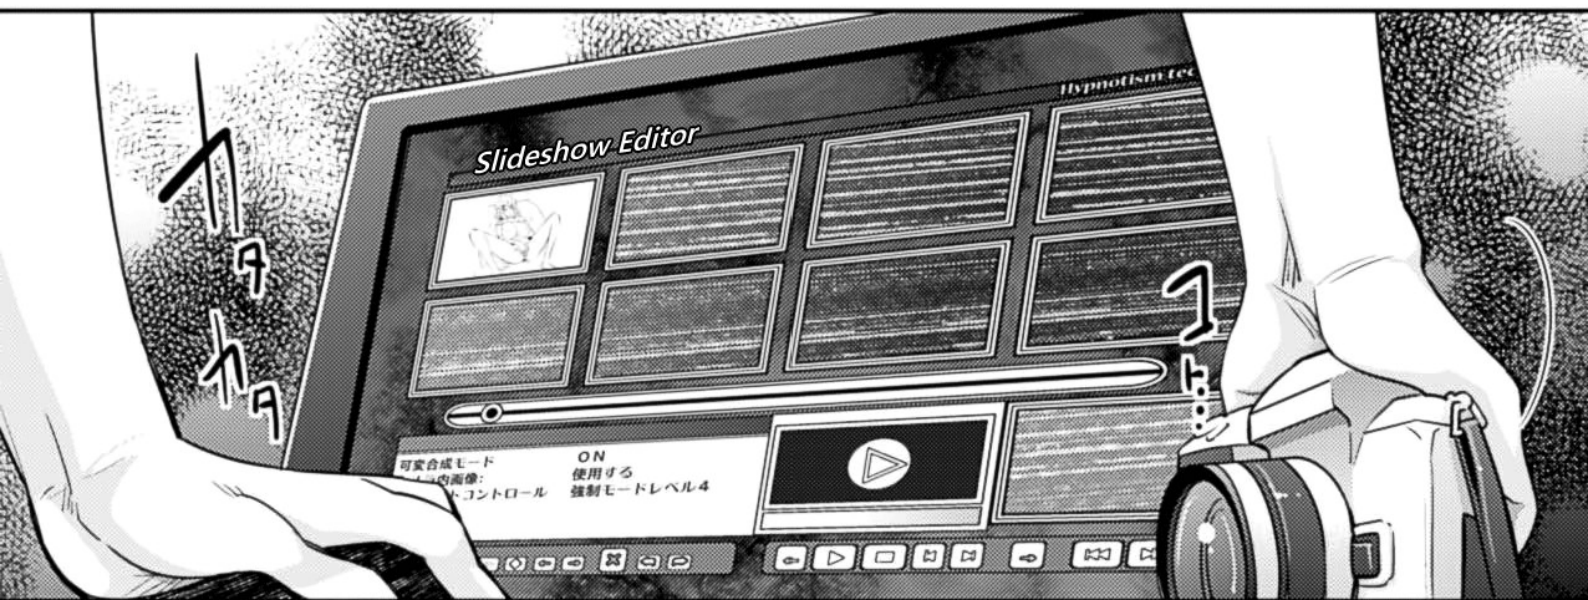 Hypnotism tec
Slideshow Editor
カタ
カタ
コト…
可変合成モード ON
内画像: 使用する
トコントロール 強制モードレベル4